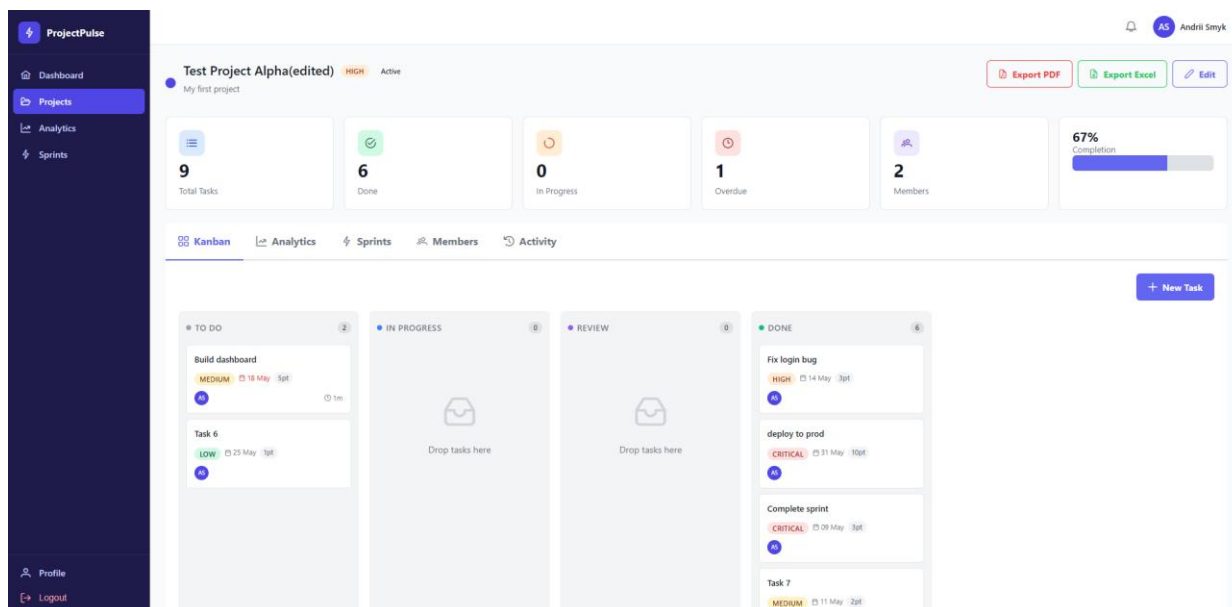 ProjectPulse
AS Andrii Smyk
Dashboard
Projects
Analytics
Sprints
Profile
Logout
Test Project Alpha(edited) HIGH Active
My first project
Export PDF Export Excel Edit
9
Total Tasks
6
Done
0
In Progress
1
Overdue
2
Members
67%
Completion
Kanban Analytics Sprints Members Activity
+ New Task
TO DO 2
Build dashboard
MEDIUM 18 May 5pt
AS 1m
Task 6
LOW 25 May 1pt
AS
IN PROGRESS 0
Drop tasks here
REVIEW 0
Drop tasks here
DONE 6
Fix login bug
HIGH 14 May 3pt
AS
deploy to prod
CRITICAL 31 May 10pt
AS
Complete sprint
CRITICAL 09 May 3pt
AS
Task 7
MEDIUM 11 May 2pt